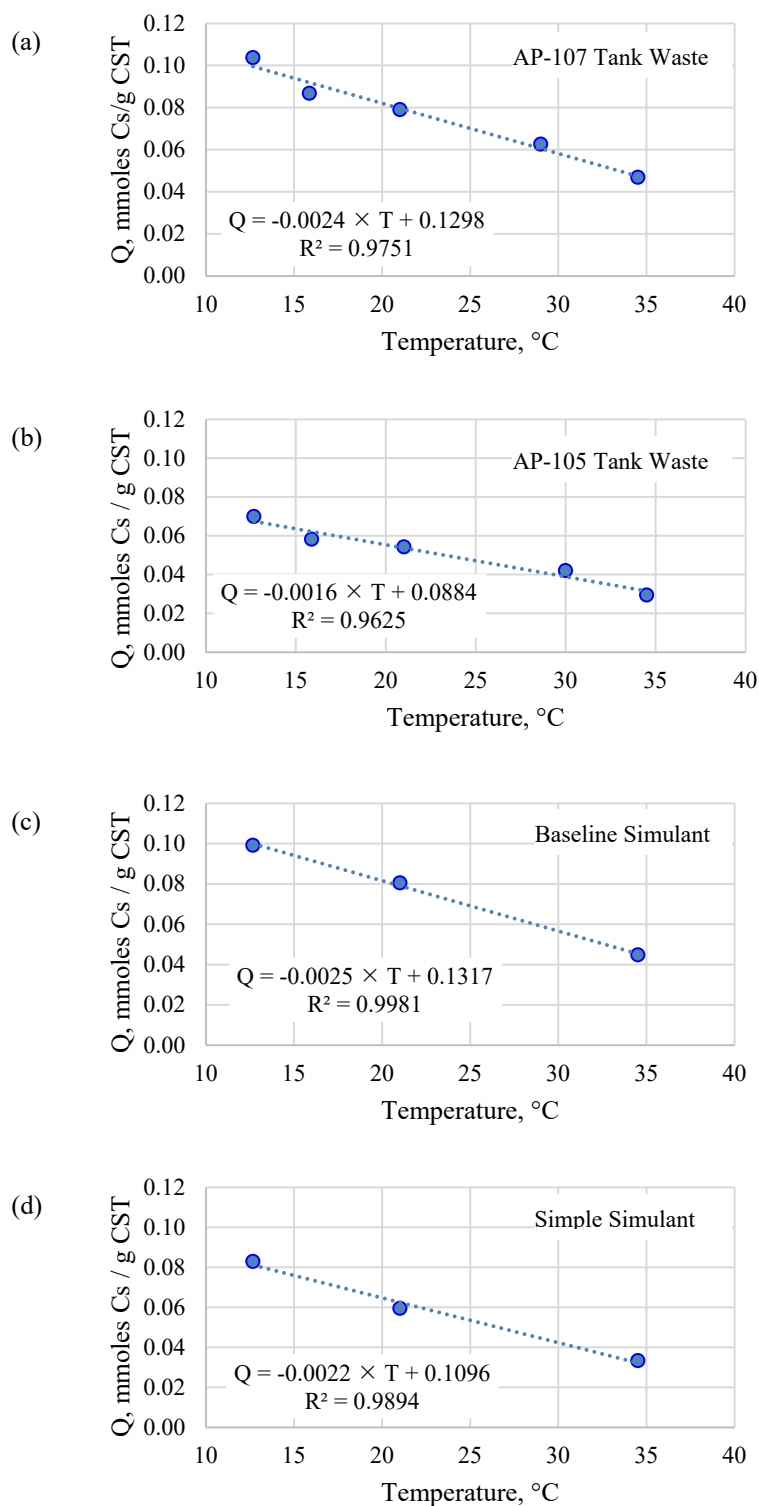 (a)
Q, mmoles Cs/g CST
0.12
0.10
0.08
0.06
0.04
0.02
0.00
AP-107 Tank Waste
Q = -0.0024 × T + 0.1298
R² = 0.9751
10 15 20 25 30 35 40
Temperature, °C
(b)
Q, mmoles Cs / g CST
0.12
0.10
0.08
0.06
0.04
0.02
0.00
AP-105 Tank Waste
Q = -0.0016 × T + 0.0884
R² = 0.9625
10 15 20 25 30 35 40
Temperature, °C
(c)
Q, mmoles Cs / g CST
0.12
0.10
0.08
0.06
0.04
0.02
0.00
Baseline Simulant
Q = -0.0025 × T + 0.1317
R² = 0.9981
10 15 20 25 30 35 40
Temperature, °C
(d)
Q, mmoles Cs / g CST
0.12
0.10
0.08
0.06
0.04
0.02
0.00
Simple Simulant
Q = -0.0022 × T + 0.1096
R² = 0.9894
10 15 20 25 30 35 40
Temperature, °C